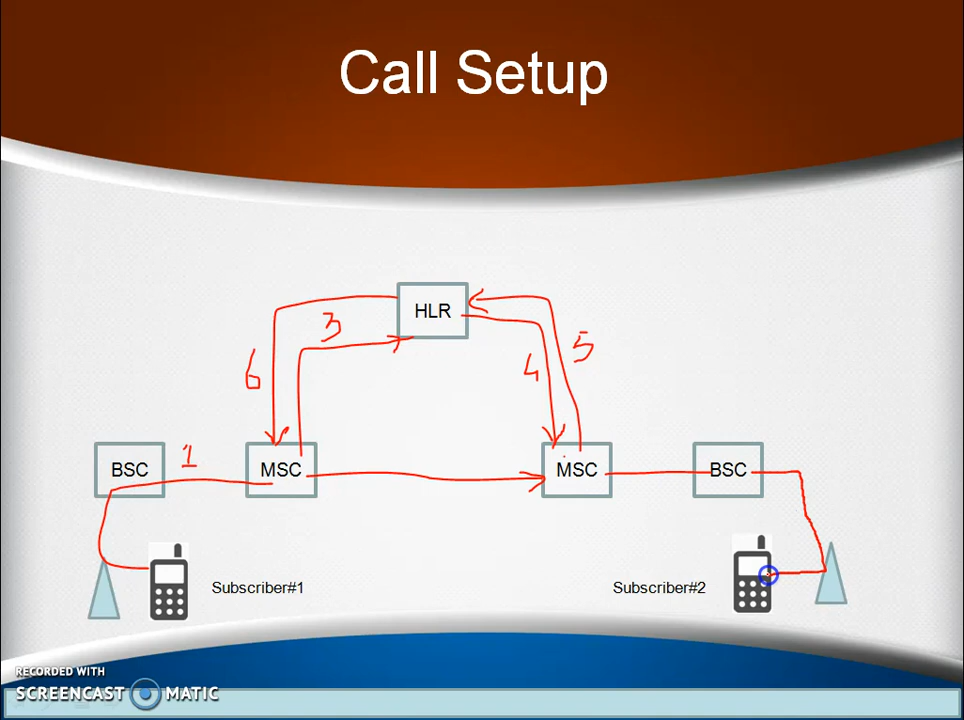 Call Setup
HLR
3
6
4
5
BSC
1
MSC
MSC
BSC
Subscriber#1
Subscriber#2
RECORDED WITH
SCREENCAST MATIC